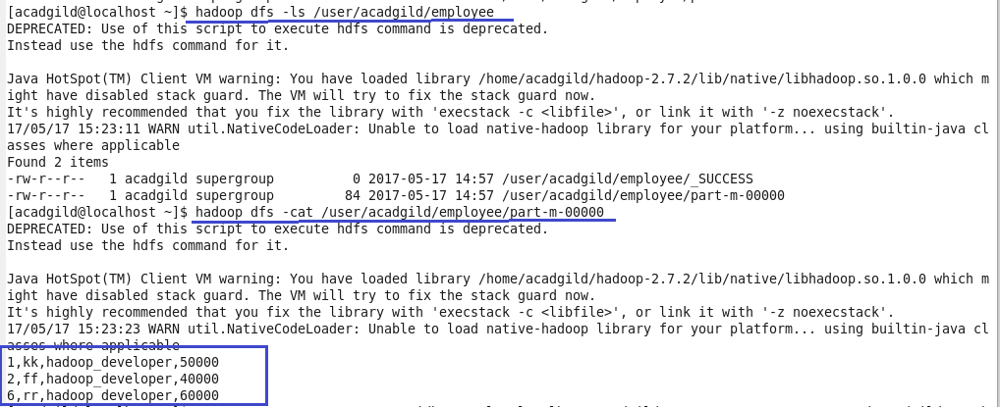 [acadgild@localhost ~]$ hadoop dfs -ls /user/acadgild/employee
DEPRECATED: Use of this script to execute hdfs command is deprecated.
Instead use the hdfs command for it.
Java HotSpot(TM) Client VM warning: You have loaded library /home/acadgild/hadoop-2.7.2/lib/native/libhadoop.so.1.0.0 which m
ight have disabled stack guard. The VM will try to fix the stack guard now.
It's highly recommended that you fix the library with 'execstack -c <libfile>', or link it with '-z noexecstack'.
17/05/17 15:23:11 WARN util.NativeCodeLoader: Unable to load native-hadoop library for your platform... using builtin-java cl
asses where applicable
Found 2 items
-rw-r--r--   1 acadgild supergroup          0 2017-05-17 14:57 /user/acadgild/employee/_SUCCESS
-rw-r--r--   1 acadgild supergroup         84 2017-05-17 14:57 /user/acadgild/employee/part-m-00000
[acadgild@localhost ~]$ hadoop dfs -cat /user/acadgild/employee/part-m-00000
DEPRECATED: Use of this script to execute hdfs command is deprecated.
Instead use the hdfs command for it.
Java HotSpot(TM) Client VM warning: You have loaded library /home/acadgild/hadoop-2.7.2/lib/native/libhadoop.so.1.0.0 which m
ight have disabled stack guard. The VM will try to fix the stack guard now.
It's highly recommended that you fix the library with 'execstack -c <libfile>', or link it with '-z noexecstack'.
17/05/17 15:23:23 WARN util.NativeCodeLoader: Unable to load native-hadoop library for your platform... using builtin-java cl
asses where applicable
1,kk,hadoop_developer,50000
2,ff,hadoop_developer,40000
6,rr,hadoop_developer,60000